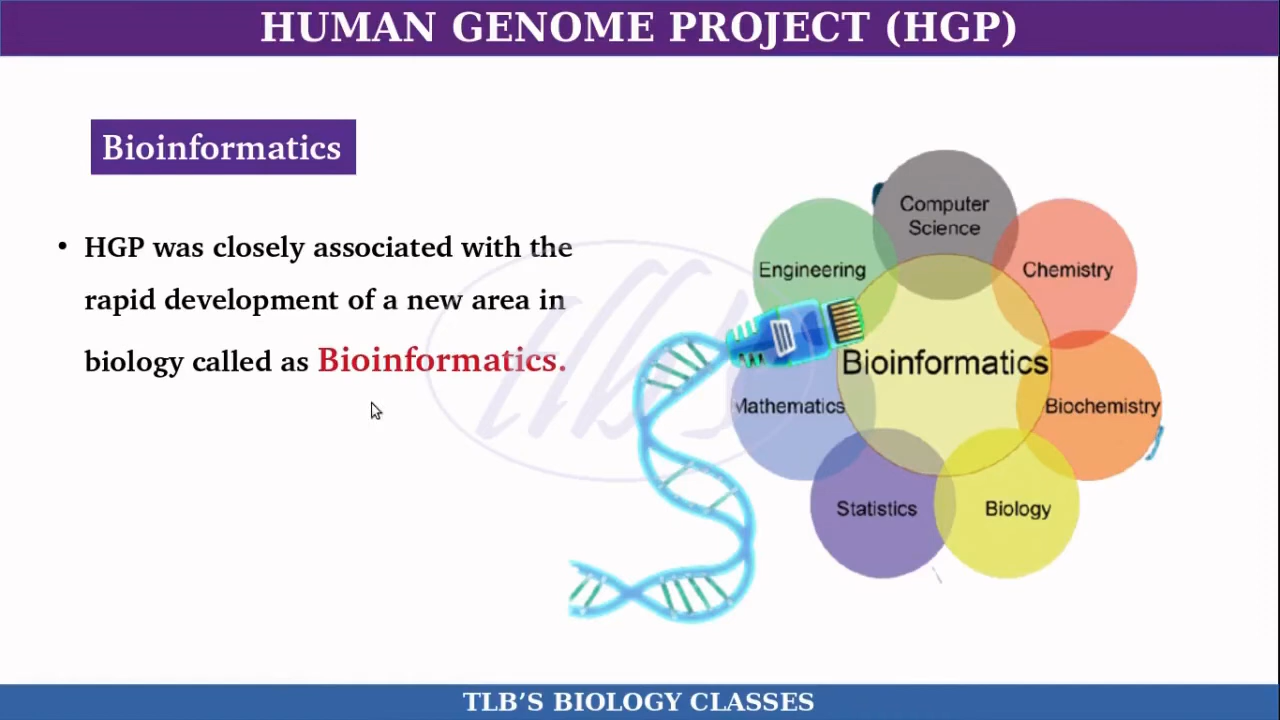 HUMAN GENOME PROJECT (HGP)
Bioinformatics
• HGP was closely associated with the
rapid development of a new area in
biology called as Bioinformatics.
Computer
Science
Engineering
Chemistry
Bioinformatics
Mathematics
Biochemistry
Statistics
Biology
tlb's
TLB’S BIOLOGY CLASSES